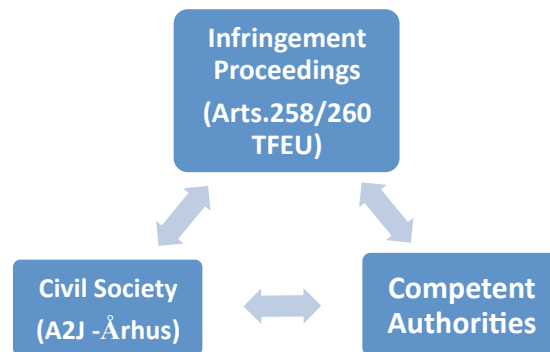 Infringement
Proceedings
(Arts.258/260
TFEU)
Civil Society
(A2J -Århus)
Competent
Authorities